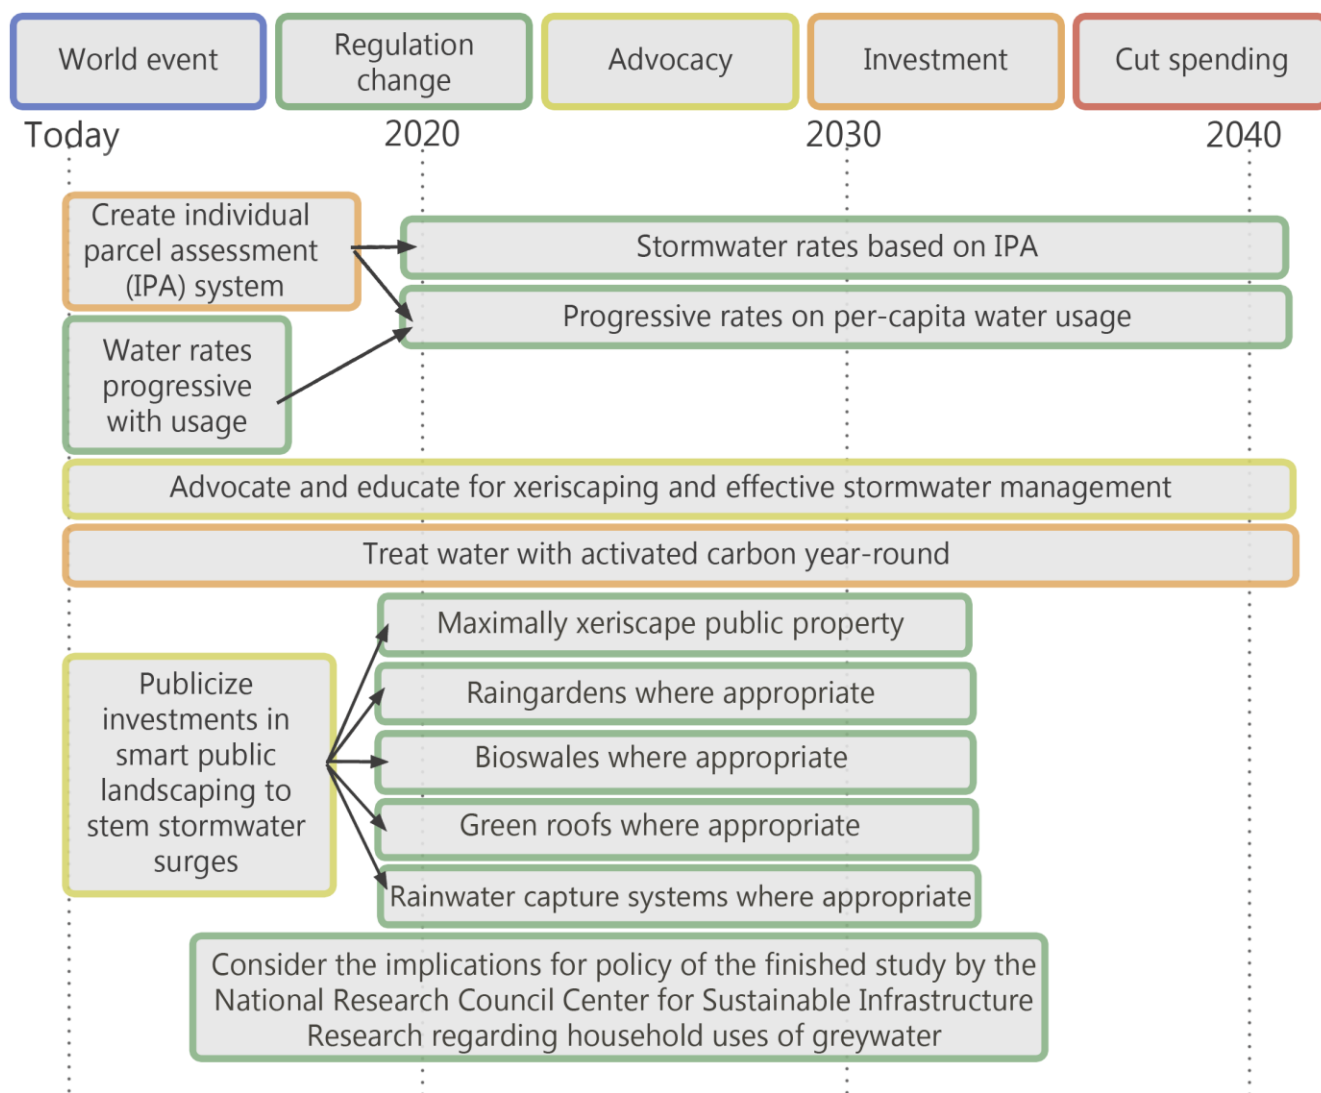 World event
Regulation
change
Advocacy
Investment
Cut spending
Today
2020
2030
2040
Create individual
parcel assessment
(IPA) system
Stormwater rates based on IPA
Progressive rates on per-capita water usage
Water rates
progressive
with usage
Advocate and educate for xeriscaping and effective stormwater management
Treat water with activated carbon year-round
Publicize
investments in
smart public
landscaping to
stem stormwater
surges
Maximally xeriscape public property
Raingardens where appropriate
Bioswales where appropriate
Green roofs where appropriate
Rainwater capture systems where appropriate
Consider the implications for policy of the finished study by the
National Research Council Center for Sustainable Infrastructure
Research regarding household uses of greywater